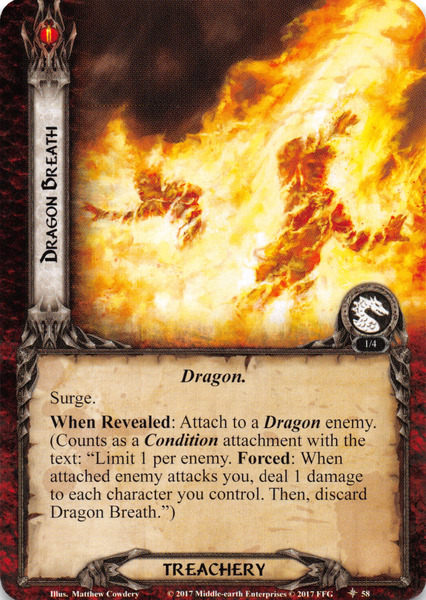 DRAGON BREATH
1/4
Dragon.
Surge.
When Revealed: Attach to a Dragon enemy.
(Counts as a Condition attachment with the
text: “Limit 1 per enemy. Forced: When
attached enemy attacks you, deal 1 damage
to each character you control. Then, discard
Dragon Breath.”)
TREACHERY
Illus. Matthew Cowdery © 2017 Middle-earth Enterprises © 2017 FFG 58